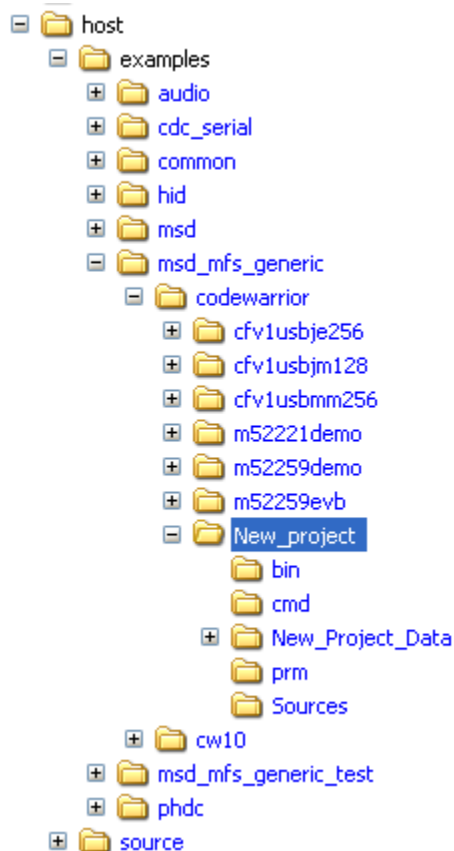 host
examples
audio
cdc_serial
common
hid
msd
msd_mfs_generic
codewarrior
cfv1usbje256
cfv1usbjm128
cfv1usbmm256
m52221demo
m52259demo
m52259evb
New_project
bin
cmd
New_Project_Data
prm
Sources
cw10
msd_mfs_generic_test
phdc
source